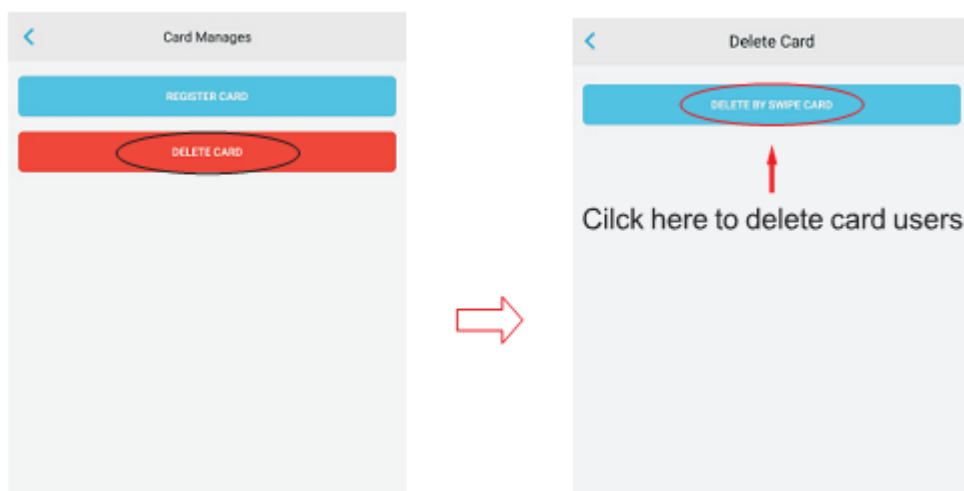 Card Manages
REGISTER CARD
DELETE CARD
Delete Card
DELETE BY SWIPE CARD
Cilck here to delete card users